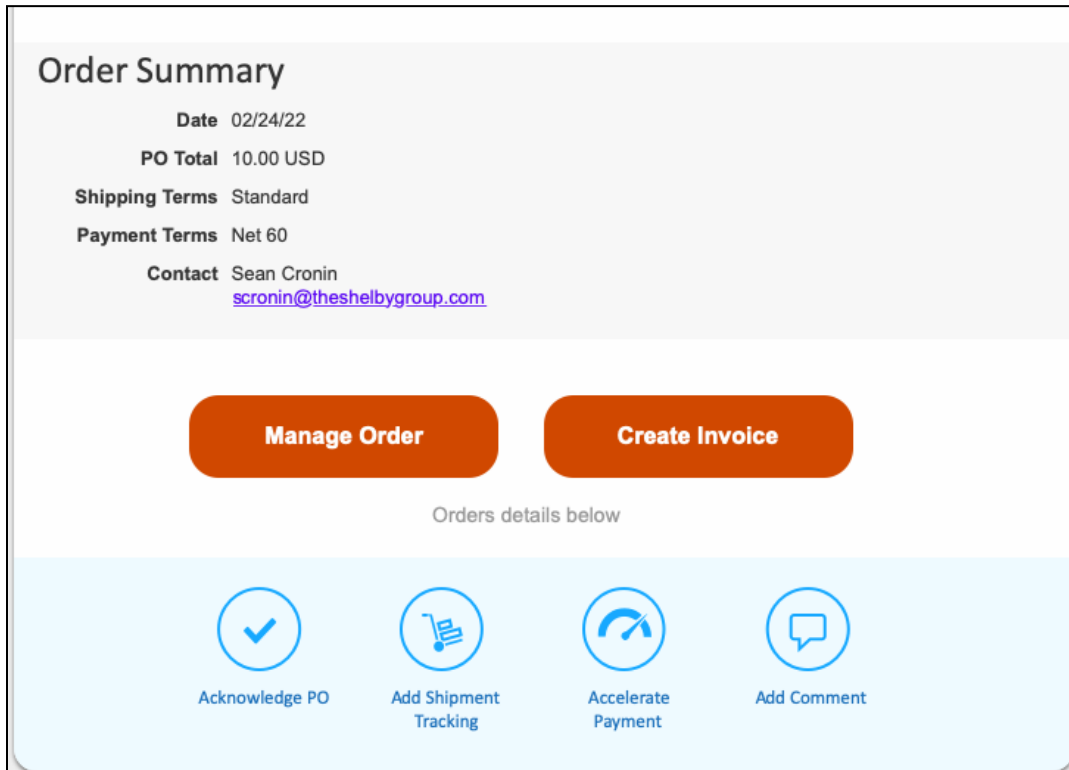 Order Summary
Date 02/24/22
PO Total 10.00 USD
Shipping Terms Standard
Payment Terms Net 60
Contact Sean Cronin
scronin@theshelbygroup.com
Manage Order
Create Invoice
Orders details below
Acknowledge PO
Add Shipment
Tracking
Accelerate
Payment
Add Comment